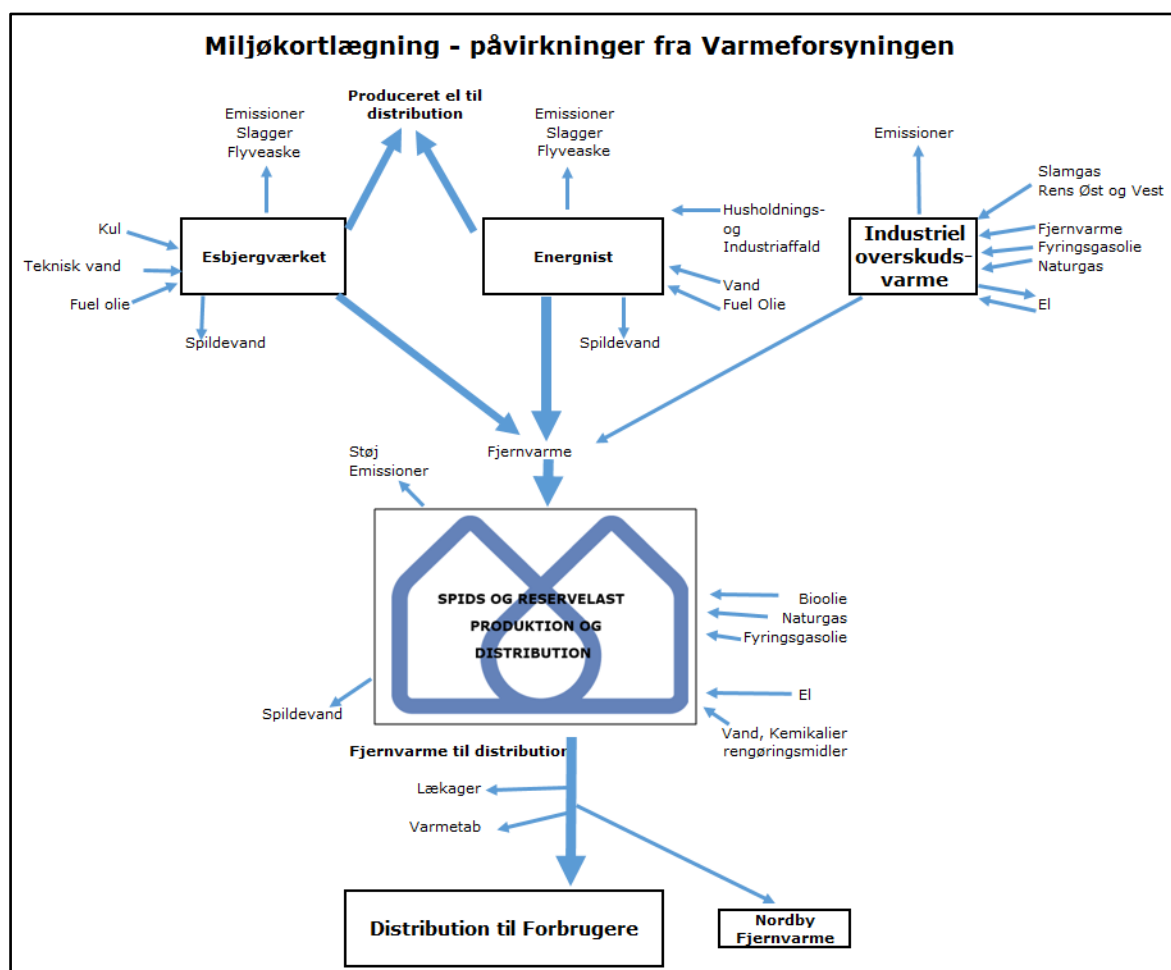 Miljøkortlægning - påvirkninger fra Varmeforsyningen
Produceret el til
distribution
Emissioner
Slagger
Flyveaske
Emissioner
Slagger
Flyveaske
Emissioner
Slamgas
Rens Øst og Vest
Kul
Teknisk vand
Fuel olie
Esbjergværket
Energnist
Husholdnings-
og
Industriaffald
Vand
Fuel Olie
Industriel
overskuds-
varme
Fjernvarme
Fyringsgasolie
Naturgas
El
Spildevand
Spildevand
Fjernvarme
Støj
Emissioner
SPIDS OG RESERVELAST
PRODUKTION OG
DISTRIBUTION
Bioolie
Naturgas
Fyringsgasolie
El
Vand, Kemikalier
rengøringsmidler
Spildevand
Fjernvarme til distribution
Lækager
Varmetab
Distribution til Forbrugere
Nordby
Fjernvarme